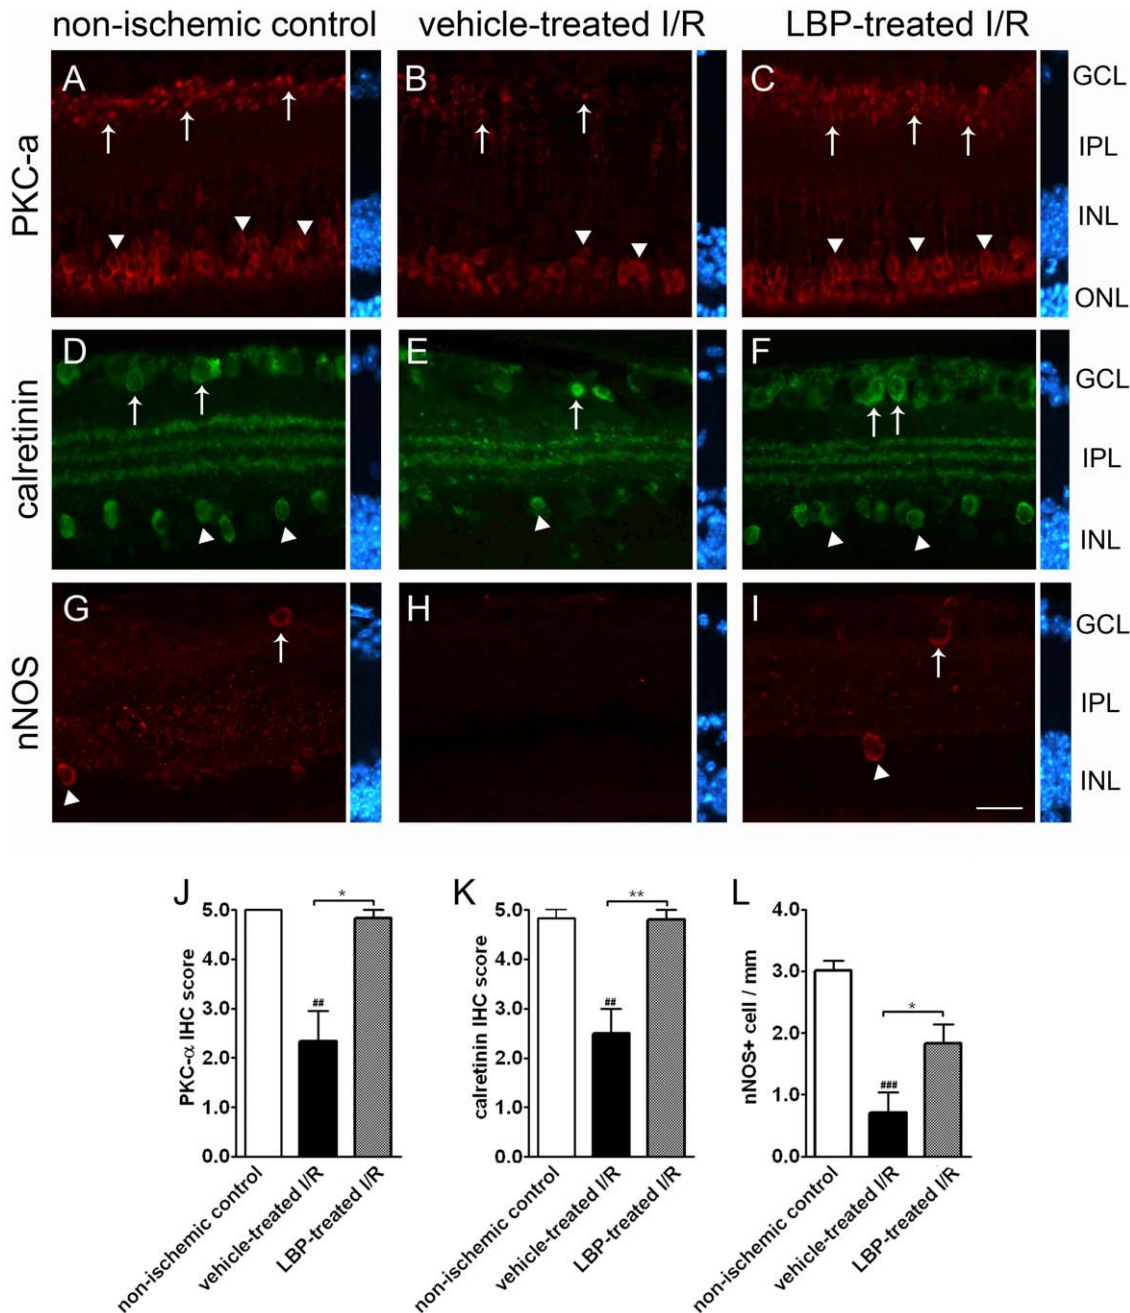 non-ischemic control vehicle-treated I/R LBP-treated I/R
PKC-a
A B C
GCL
IPL
INL
ONL
calretinin
D E F
GCL
IPL
INL
nNOS
G H I
GCL
IPL
INL
J K L
PKC-α IHC score
5.0
4.0
3.0
2.0
1.0
0.0
##
*
non-ischemic control
vehicle-treated I/R
LBP-treated I/R
calretinin IHC score
5.0
4.0
3.0
2.0
1.0
0.0
##
**
non-ischemic control
vehicle-treated I/R
LBP-treated I/R
nNOS+ cell / mm
4.0
3.0
2.0
1.0
0.0
###
*
non-ischemic control
vehicle-treated I/R
LBP-treated I/R